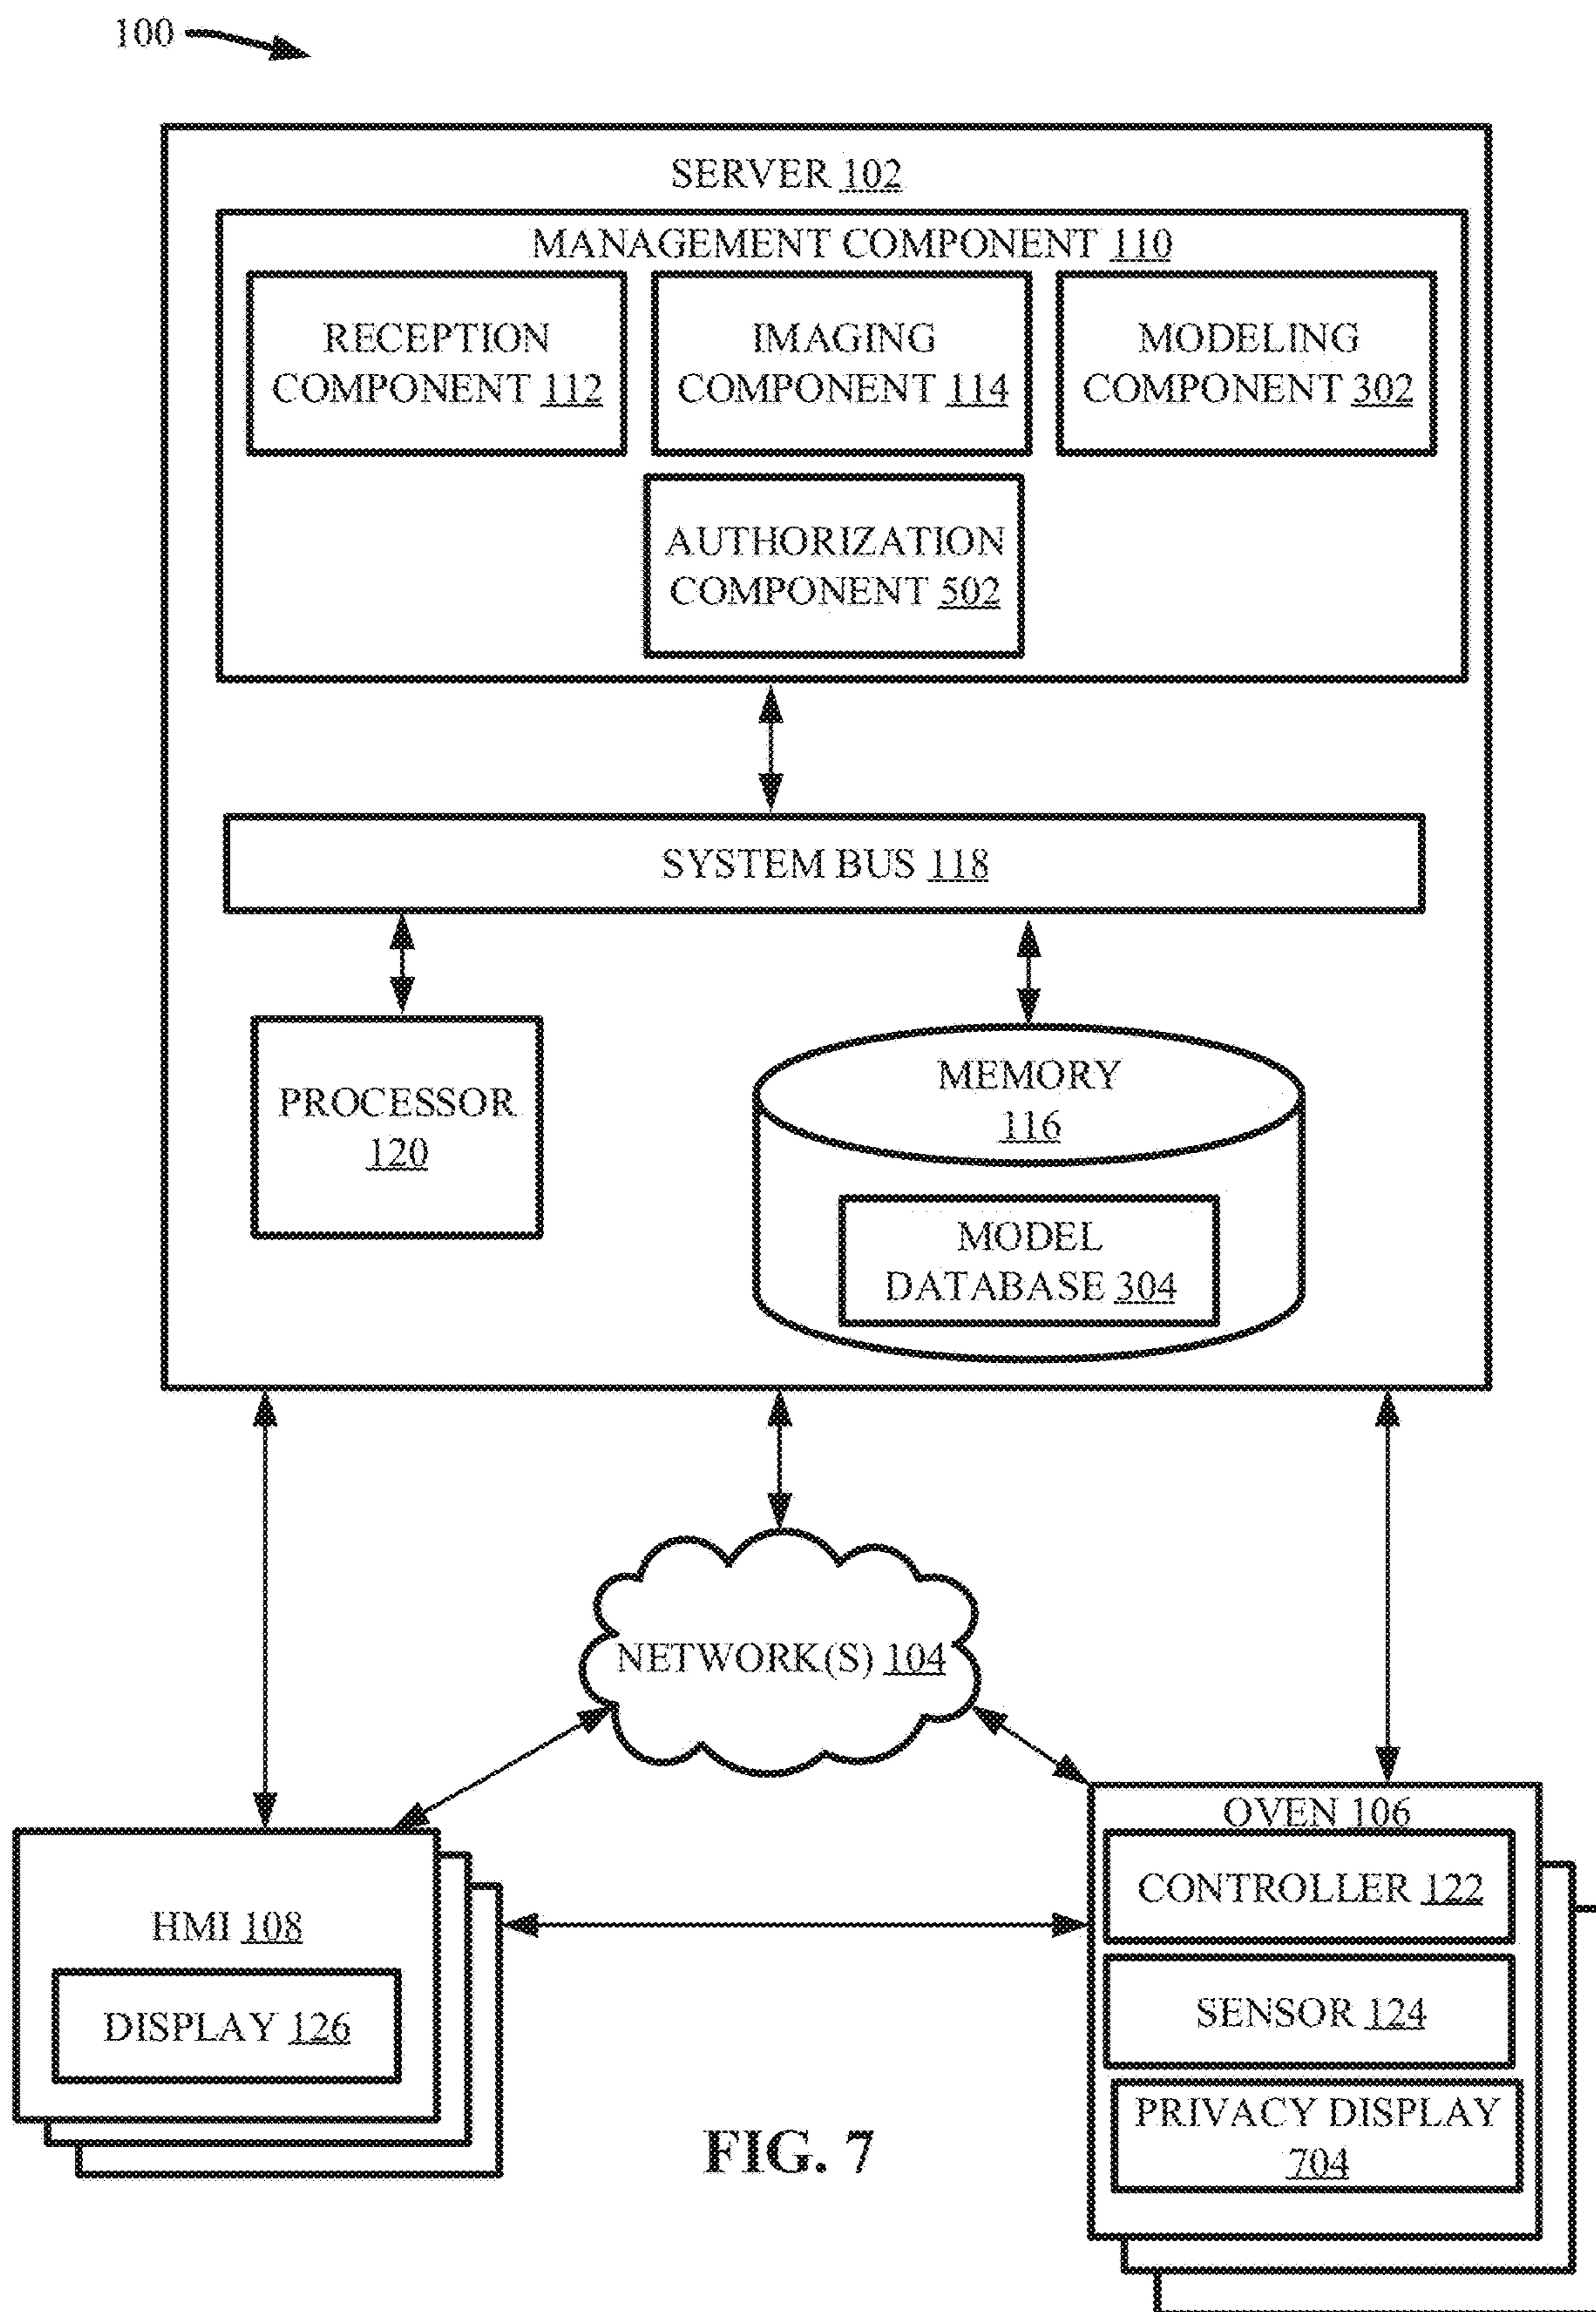 100
SERVER 102
MANAGEMENT COMPONENT 110
RECEPTION
COMPONENT 112
IMAGING
COMPONENT 114
MODELING
COMPONENT 302
AUTHORIZATION
COMPONENT 502
SYSTEM BUS 118
PROCESSOR
120
MEMORY
116
MODEL
DATABASE 304
NETWORK(S) 104
HMI 108
DISPLAY 126
OVEN 106
CONTROLLER 122
SENSOR 124
PRIVACY DISPLAY
704
FIG. 7